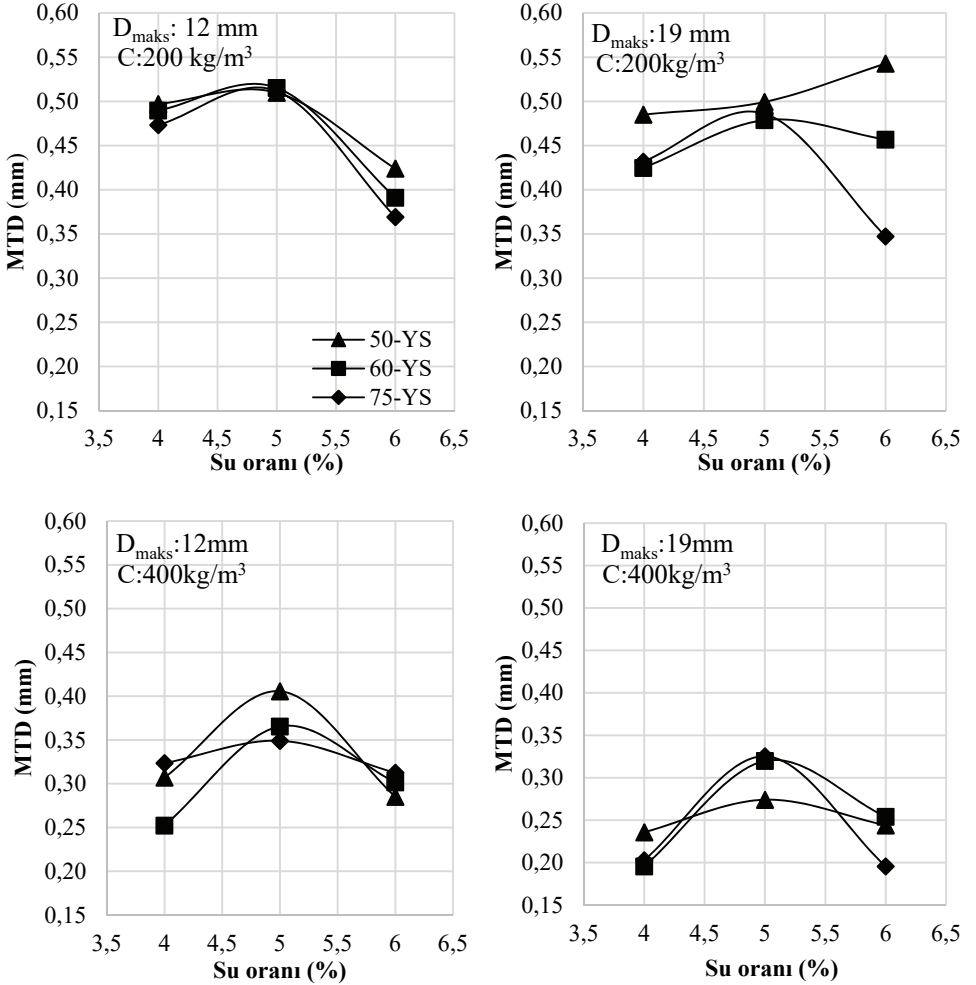 D_maks: 12 mm
C:200 kg/m³
0,60
0,55
0,50
0,45
0,40
0,35
0,30
0,25
0,20
0,15
MTD (mm)
50-YS
60-YS
75-YS
3,5 4 4,5 5 5,5 6 6,5
Su oranı (%)
D_maks:19 mm
C:200kg/m³
0,60
0,55
0,50
0,45
0,40
0,35
0,30
0,25
0,20
0,15
MTD (mm)
3,5 4 4,5 5 5,5 6 6,5
Su oranı (%)
D_maks:12mm
C:400kg/m³
0,60
0,55
0,50
0,45
0,40
0,35
0,30
0,25
0,20
0,15
MTD (mm)
3,5 4 4,5 5 5,5 6 6,5
Su oranı (%)
D_maks:19mm
C:400kg/m³
0,60
0,55
0,50
0,45
0,40
0,35
0,30
0,25
0,20
0,15
MTD (mm)
3,5 4 4,5 5 5,5 6 6,5
Su oranı (%)